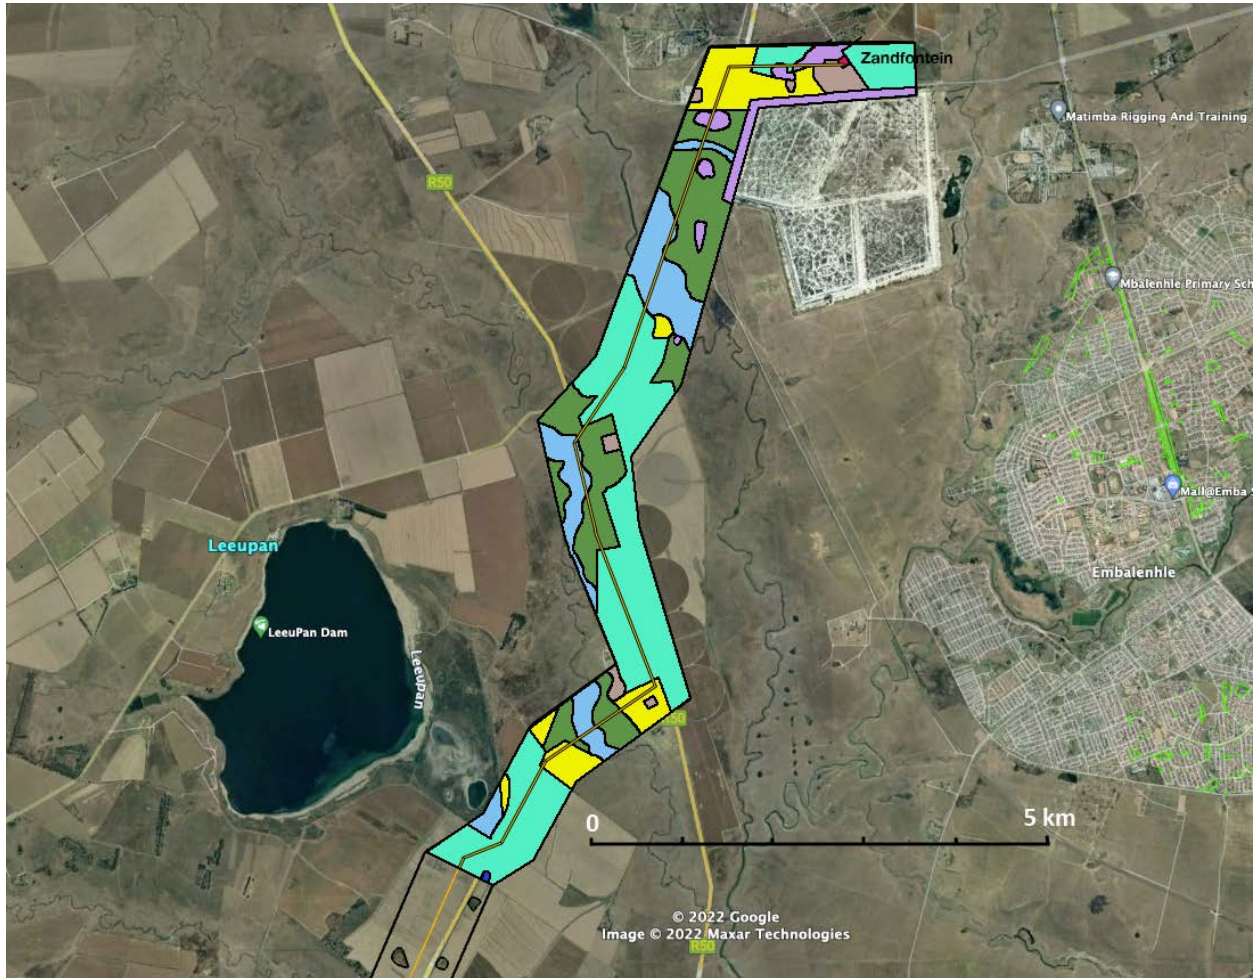 Zandfontein
Matimba Rigging And Training
R50
Mbalenhle Primary Sch
Mall@Emba S
Leeupan
Embalenhle
LeeuPan Dam
Leeupan
R50
0
5 km
© 2022 Google
Image © 2022 Maxar Technologies
R50